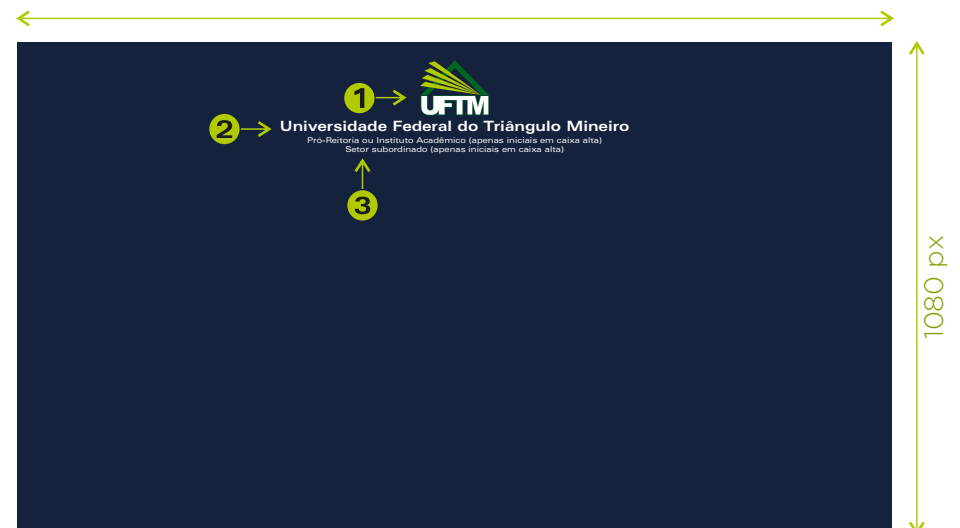 1
UFTM
2
Universidade Federal do Triângulo Mineiro
Pró-Reitoria ou Instituto Acadêmico (apenas iniciais em caixa alta)
Setor subordinado (apenas iniciais em caixa alta)
3
1080 px